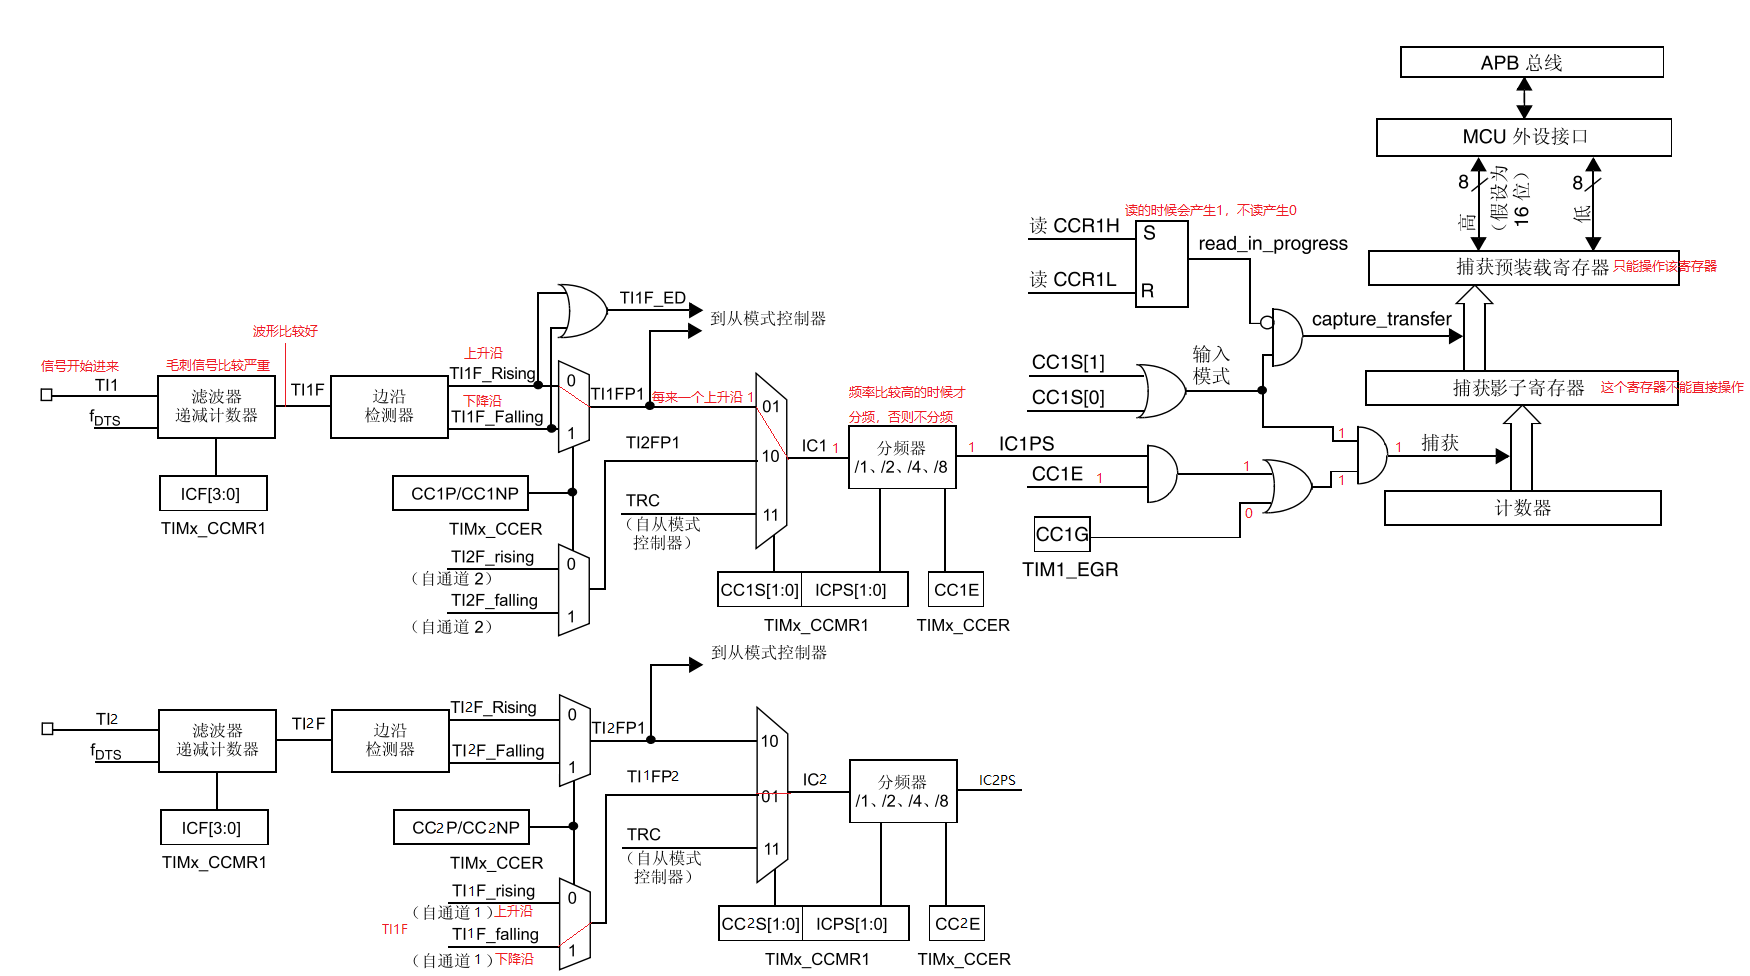 APB 总线
MCU 外设接口
8
高
(假设为
16 位)
8
低
读的时候会产生1，不读产生0
读 CCR1H
S
read_in_progress
读 CCR1L
R
捕获预装载寄存器
只能操作该寄存器
capture_transfer
CC1S[1]
CC1S[0]
输入
模式
捕获影子寄存器
这个寄存器不能直接操作
TI1F_ED
到从模式控制器
信号开始进来
毛刺信号比较严重
波形比较好
上升沿
TI1
滤波器
递减计数器
TI1F
边沿
检测器
TI1F_Rising
下降沿
TI1F_Falling
0
1
TI1FP1
每来一个上升沿 1
01
频率比较高的时候才
分频，否则不分频
fDTS
TI2FP1
10
IC1
1
分频器
/1、/2、/4、/8
1
IC1PS
CC1E
1
1
0
1
1
1
捕获
ICF[3:0]
TIMx_CCMR1
CC1P/CC1NP
TIMx_CCER
TRC
(自从模式
控制器)
11
CC1G
TIM1_EGR
计数器
TI2F_rising
(自通道 2)
TI2F_falling
(自通道 2)
0
1
CC1S[1:0]
ICPS[1:0]
CC1E
TIMx_CCMR1
TIMx_CCER
到从模式控制器
TI2
滤波器
递减计数器
TI2F
边沿
检测器
TI2F_Rising
TI2F_Falling
0
1
TI2FP1
10
fDTS
TI1FP2
01
IC2
分频器
/1、/2、/4、/8
IC2PS
ICF[3:0]
TIMx_CCMR1
CC2P/CC2NP
TIMx_CCER
TRC
(自从模式
控制器)
11
TI1F
TI1F_rising
(自通道 1)上升沿
TI1F_falling
(自通道 1)下降沿
0
1
CC2S[1:0]
ICPS[1:0]
CC2E
TIMx_CCMR1
TIMx_CCER